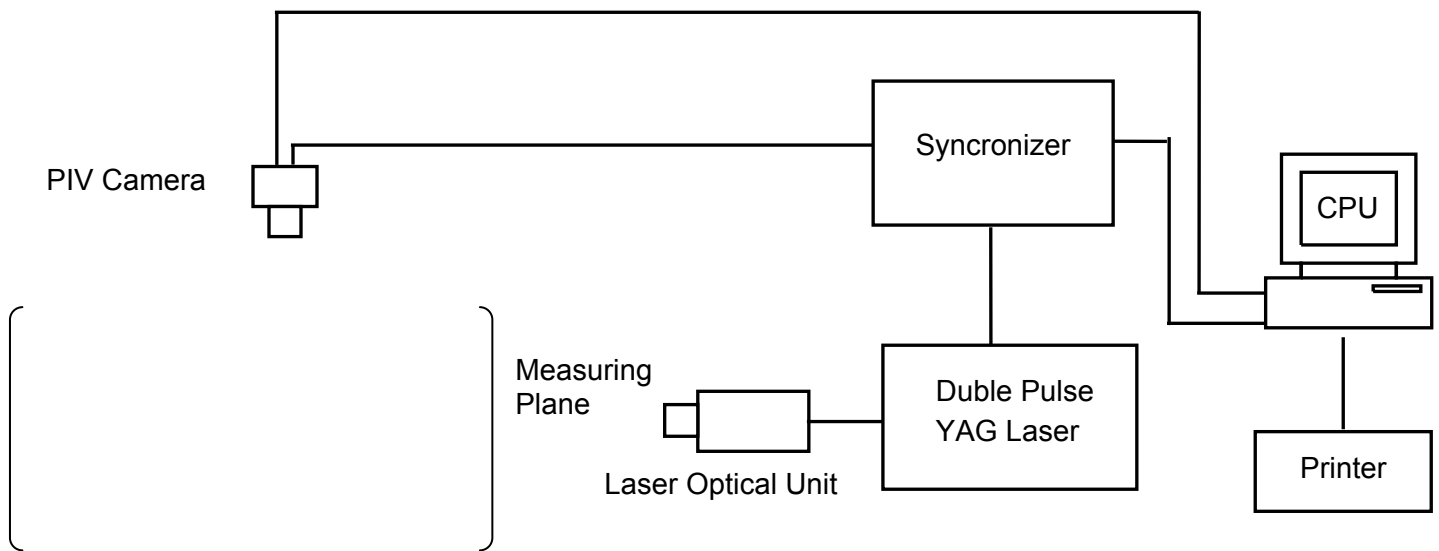 Syncronizer
PIV Camera
CPU
Measuring
Plane
Duble Pulse
YAG Laser
Laser Optical Unit
Printer